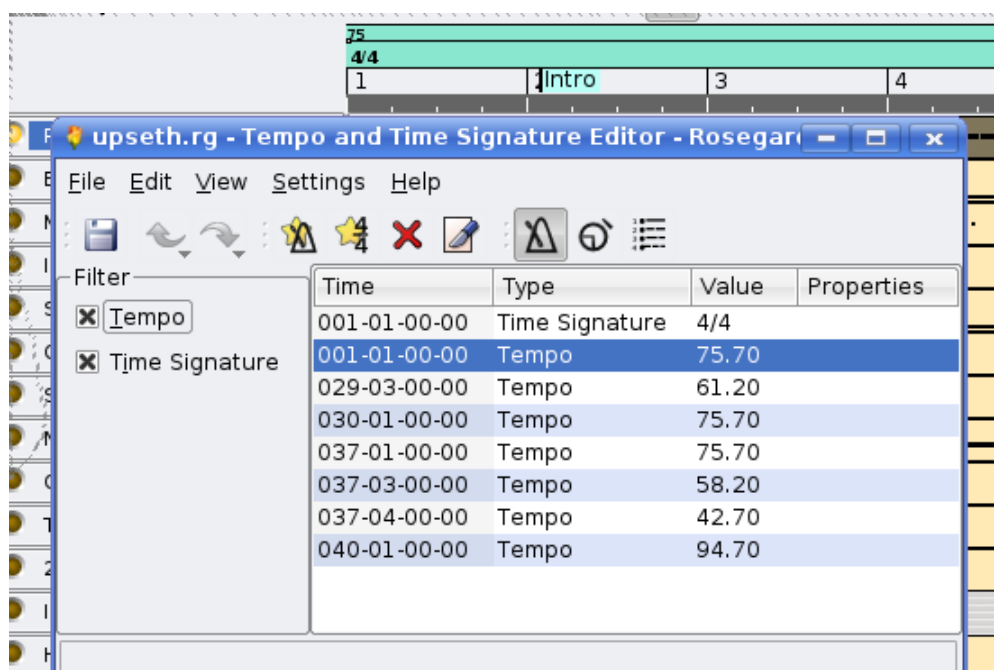 75
4/4
1 2 Intro 3 4
upseth.rg - Tempo and Time Signature Editor - Rosegar
File Edit View Settings Help
Filter
Tempo
Time Signature
Time Type Value Properties
001-01-00-00 Time Signature 4/4
001-01-00-00 Tempo 75.70
029-03-00-00 Tempo 61.20
030-01-00-00 Tempo 75.70
037-01-00-00 Tempo 75.70
037-03-00-00 Tempo 58.20
037-04-00-00 Tempo 42.70
040-01-00-00 Tempo 94.70